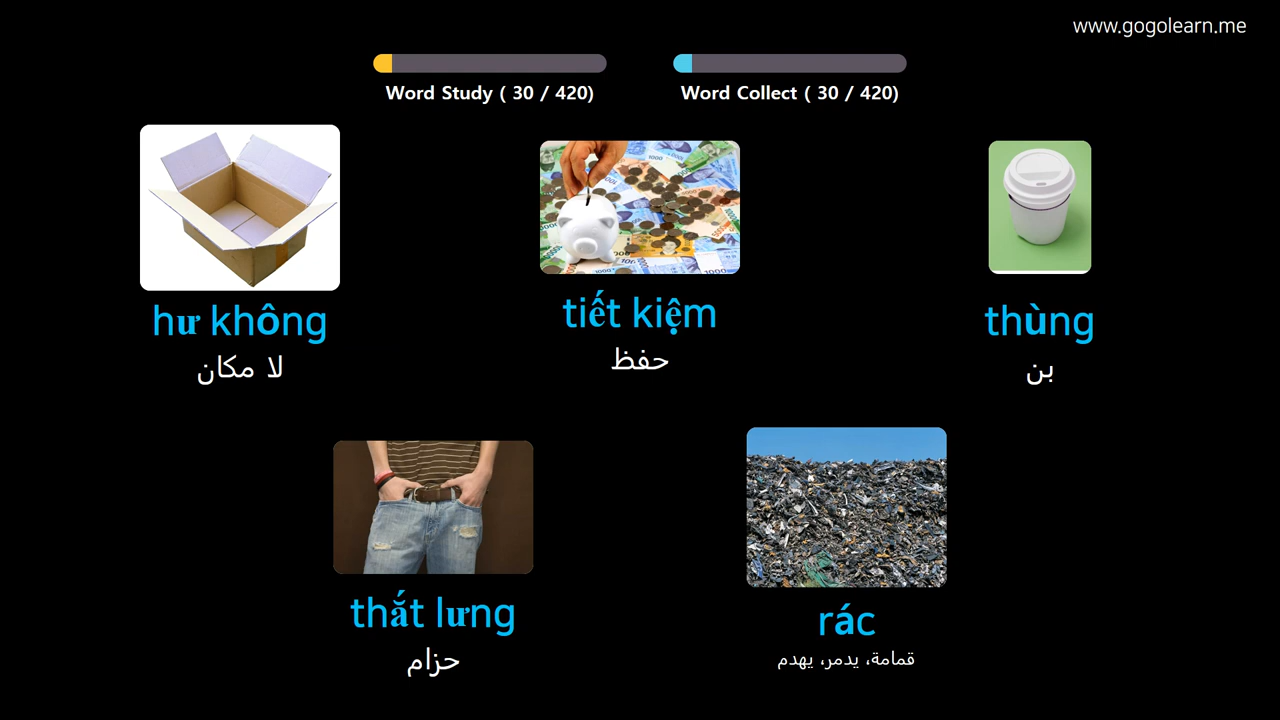 www.gogolearn.me
Word Study ( 30 / 420)
Word Collect ( 30 / 420)
hư không
لا مكان
tiết kiệm
حفظ
thùng
بن
thắt lưng
حزام
rác
قمامة، يدمر، يهدم